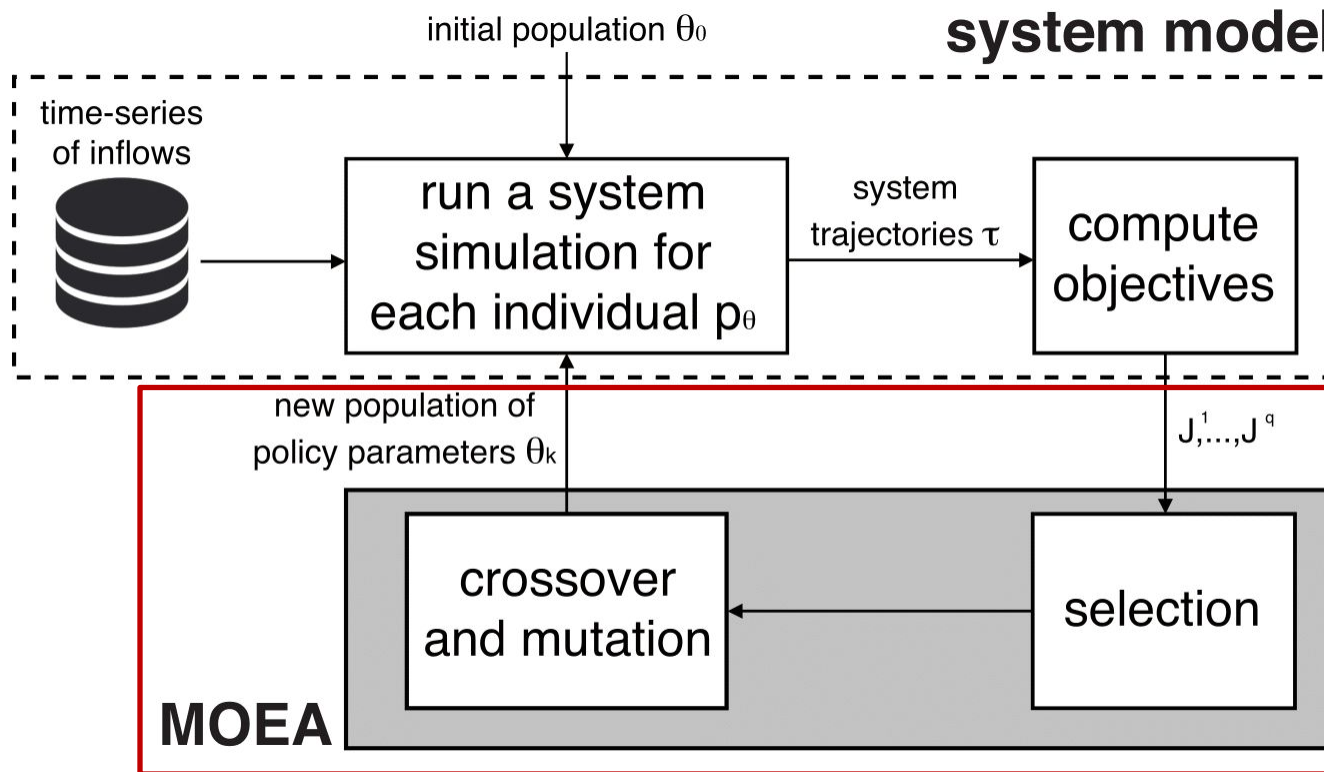 initial population θ₀
system model
time-series
of inflows
run a system
simulation for
each individual pθ
system
trajectories τ
compute
objectives
new population of
policy parameters θₖ
J,¹...,J q
crossover
and mutation
selection
MOEA